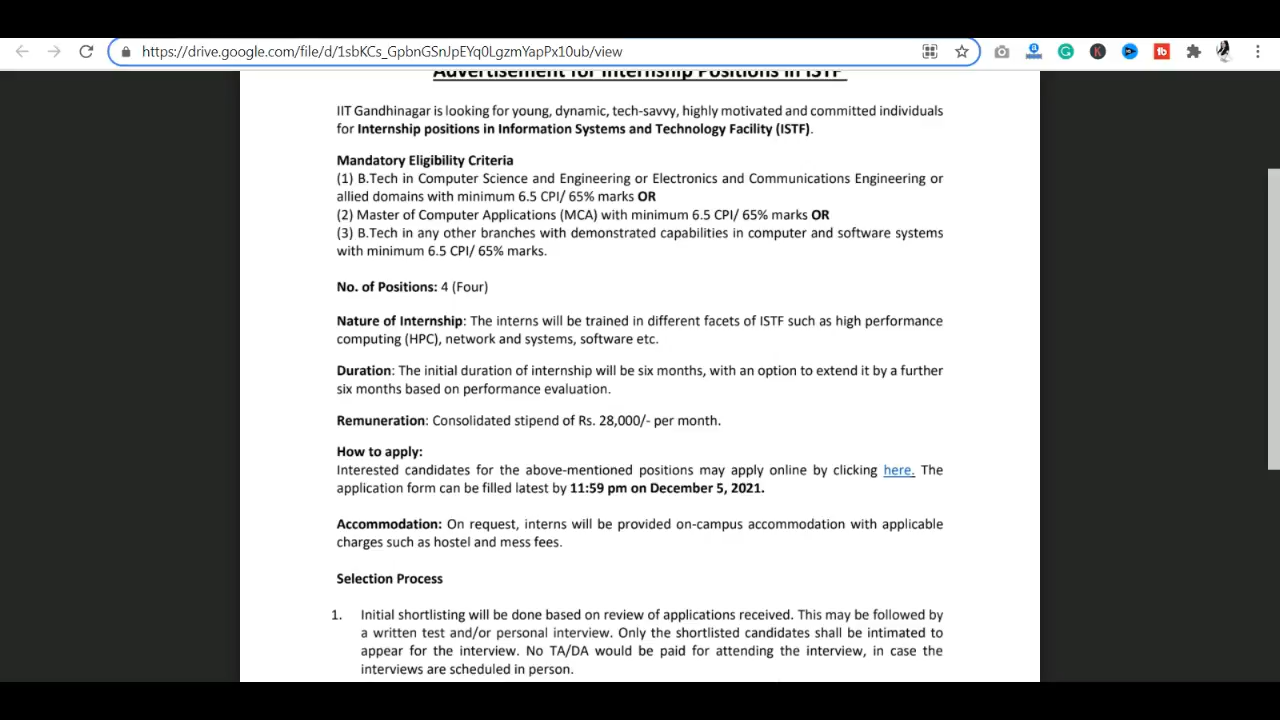 https://drive.google.com/file/d/1sbKCs_GpbnGSnJpEYq0LgzmYapPx10ub/view
Advertisement for Internship Positions in ISTF
IIT Gandhinagar is looking for young, dynamic, tech-savvy, highly motivated and committed individuals
for Internship positions in Information Systems and Technology Facility (ISTF).
Mandatory Eligibility Criteria
(1) B.Tech in Computer Science and Engineering or Electronics and Communications Engineering or
allied domains with minimum 6.5 CPI/ 65% marks OR
(2) Master of Computer Applications (MCA) with minimum 6.5 CPI/ 65% marks OR
(3) B.Tech in any other branches with demonstrated capabilities in computer and software systems
with minimum 6.5 CPI/ 65% marks.
No. of Positions: 4 (Four)
Nature of Internship: The interns will be trained in different facets of ISTF such as high performance
computing (HPC), network and systems, software etc.
Duration: The initial duration of internship will be six months, with an option to extend it by a further
six months based on performance evaluation.
Remuneration: Consolidated stipend of Rs. 28,000/- per month.
How to apply:
Interested candidates for the above-mentioned positions may apply online by clicking here. The
application form can be filled latest by 11:59 pm on December 5, 2021.
Accommodation: On request, interns will be provided on-campus accommodation with applicable
charges such as hostel and mess fees.
Selection Process
1. Initial shortlisting will be done based on review of applications received. This may be followed by
a written test and/or personal interview. Only the shortlisted candidates shall be intimated to
appear for the interview. No TA/DA would be paid for attending the interview, in case the
interviews are scheduled in person.